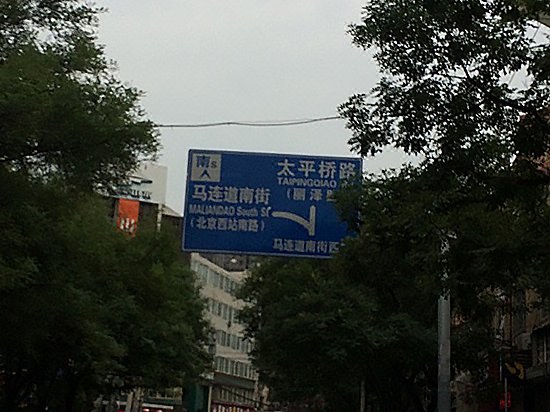 南s
太平桥路
TAIPINGQIAO
马连道南街
MALIANDAO South St
(北京西站南路)
(丽泽
马连道南街西